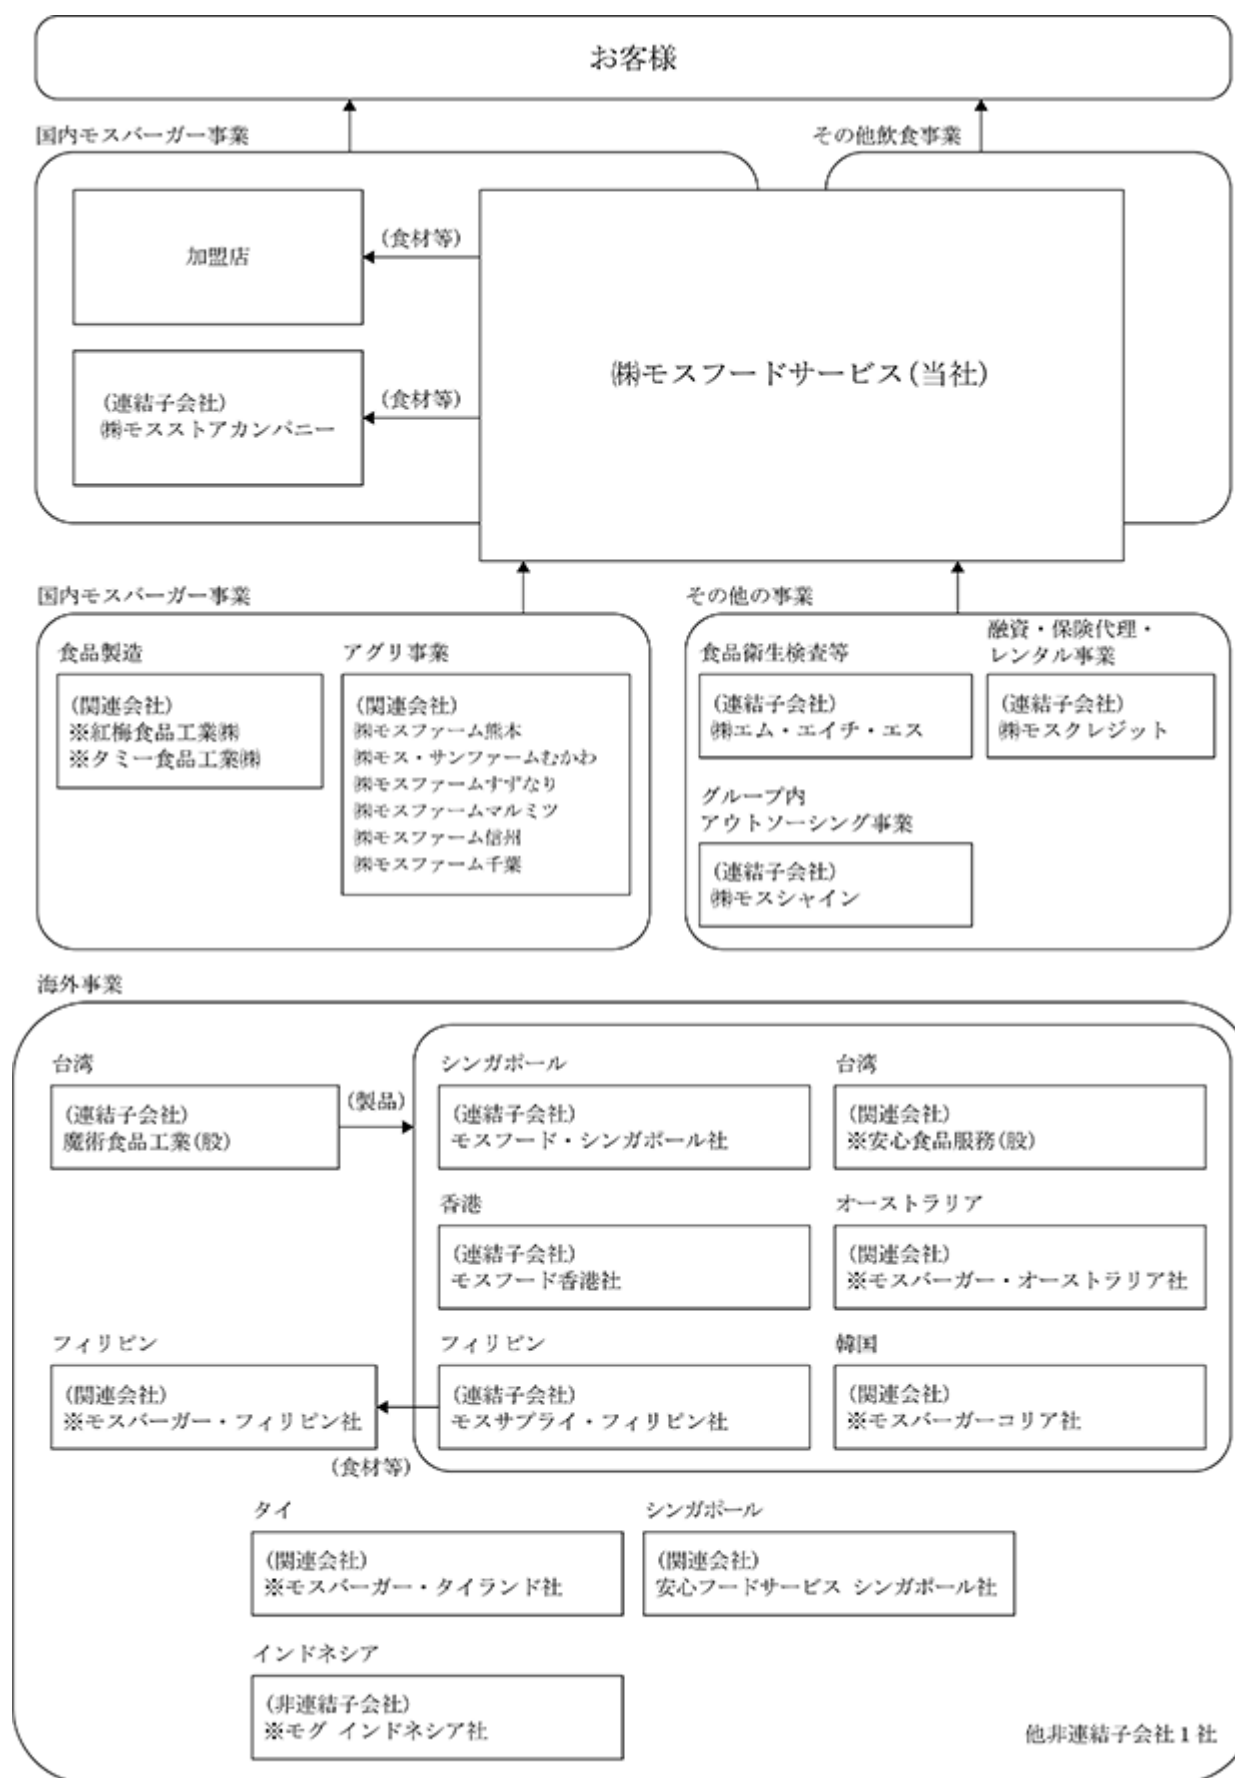 お客様
国内モスバーガー事業
その他飲食事業
加盟店
(食材等)
㈱モスフードサービス(当社)
(連結子会社)
㈱モスストアカンパニー
(食材等)
国内モスバーガー事業
食品製造
(関連会社)
※紅梅食品工業㈱
※タミー食品工業㈱
アグリ事業
(関連会社)
㈱モスファーム熊本
㈱モス・サンファームむかわ
㈱モスファームすずなり
㈱モスファームマルミツ
㈱モスファーム信州
㈱モスファーム千葉
その他の事業
食品衛生検査等
(連結子会社)
㈱エム・エイチ・エス
融資・保険代理・
レンタル事業
(連結子会社)
㈱モスクレジット
グループ内
アウトソーシング事業
(連結子会社)
㈱モスシャイン
海外事業
台湾
(連結子会社)
魔術食品工業(股)
(製品)
シンガポール
(連結子会社)
モスフード・シンガポール社
台湾
(関連会社)
※安心食品服務(股)
香港
(連結子会社)
モスフード香港社
オーストラリア
(関連会社)
※モスバーガー・オーストラリア社
フィリピン
(関連会社)
※モスバーガー・フィリピン社
(食材等)
フィリピン
(連結子会社)
モスサプライ・フィリピン社
韓国
(関連会社)
※モスバーガーコリア社
タイ
(関連会社)
※モスバーガー・タイランド社
シンガポール
(関連会社)
安心フードサービス シンガポール社
インドネシア
(非連結子会社)
※モグ インドネシア社
他非連結子会社1社